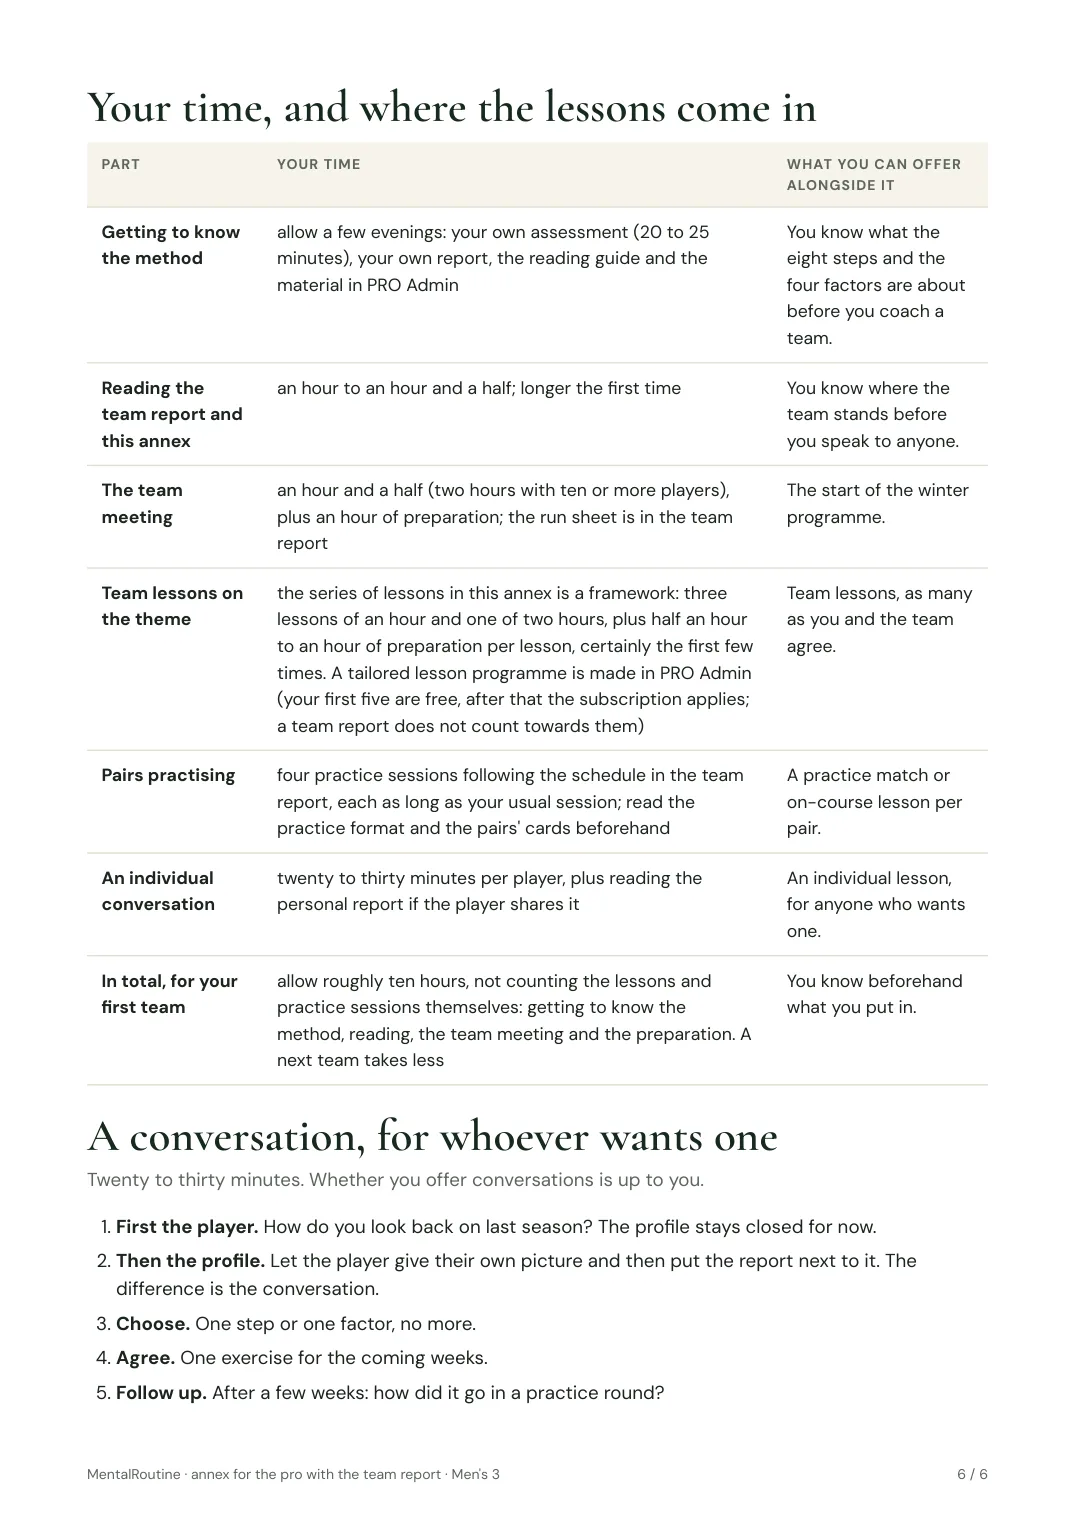 Your time, and where the lessons come in
PART
YOUR TIME
WHAT YOU CAN OFFER
ALONGSIDE IT
Getting to know
the method
allow a few evenings: your own assessment (20 to 25
minutes), your own report, the reading guide and the
material in PRO Admin
You know what the
eight steps and the
four factors are about
before you coach a
team.
Reading the
team report and
this annex
an hour to an hour and a half; longer the first time
You know where the
team stands before
you speak to anyone.
The team
meeting
an hour and a half (two hours with ten or more players),
plus an hour of preparation; the run sheet is in the team
report
The start of the winter
programme.
Team lessons on
the theme
the series of lessons in this annex is a framework: three
lessons of an hour and one of two hours, plus half an hour
to an hour of preparation per lesson, certainly the first few
times. A tailored lesson programme is made in PRO Admin
(your first five are free, after that the subscription applies;
a team report does not count towards them)
Team lessons, as many
as you and the team
agree.
Pairs practising
four practice sessions following the schedule in the team
report, each as long as your usual session; read the
practice format and the pairs' cards beforehand
A practice match or
on-course lesson per
pair.
An individual
conversation
twenty to thirty minutes per player, plus reading the
personal report if the player shares it
An individual lesson,
for anyone who wants
one.
In total, for your
first team
allow roughly ten hours, not counting the lessons and
practice sessions themselves: getting to know the
method, reading, the team meeting and the preparation. A
next team takes less
You know beforehand
what you put in.
A conversation, for whoever wants one
Twenty to thirty minutes. Whether you offer conversations is up to you.
1. First the player. How do you look back on last season? The profile stays closed for now.
2. Then the profile. Let the player give their own picture and then put the report next to it. The
difference is the conversation.
3. Choose. One step or one factor, no more.
4. Agree. One exercise for the coming weeks.
5. Follow up. After a few weeks: how did it go in a practice round?
MentalRoutine · annex for the pro with the team report · Men's 3
6 / 6